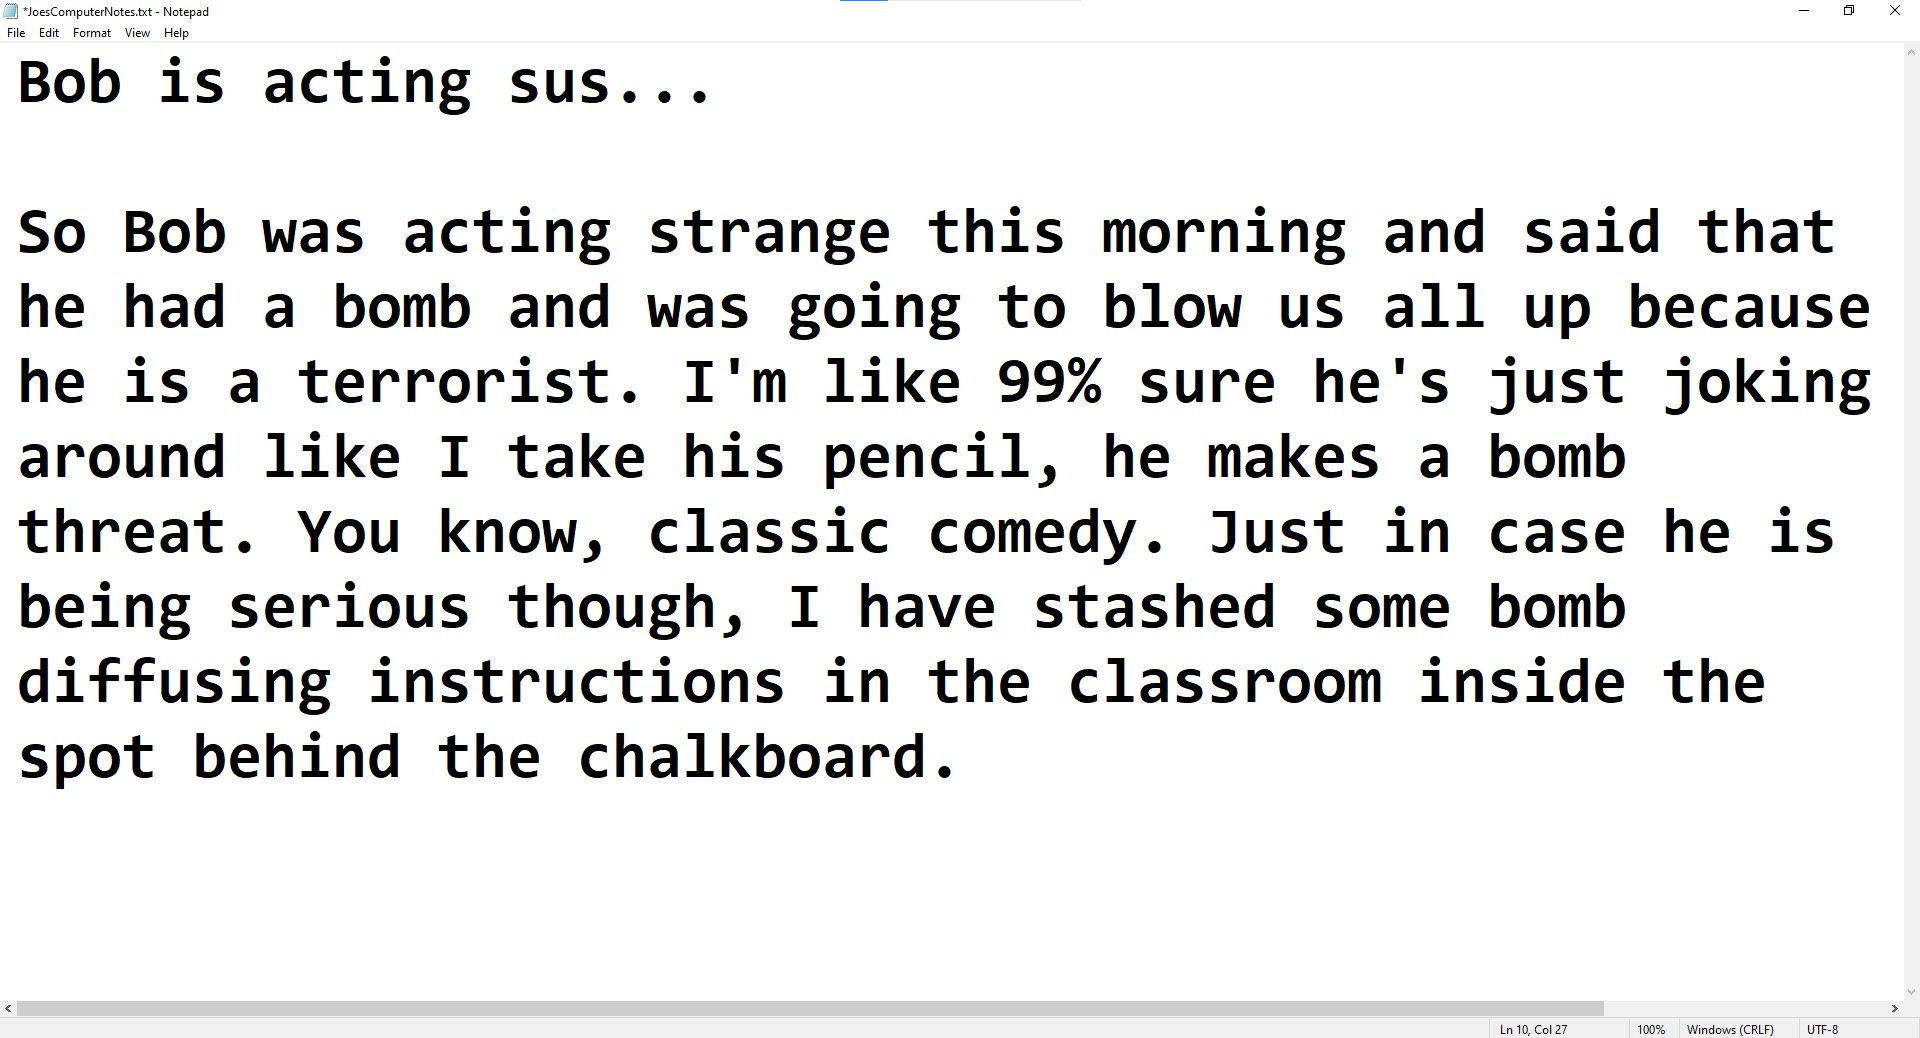 *JoesComputerNotes.txt - Notepad
File Edit Format View Help
Bob is acting sus...
So Bob was acting strange this morning and said that
he had a bomb and was going to blow us all up because
he is a terrorist. I'm like 99% sure he's just joking
around like I take his pencil, he makes a bomb
threat. You know, classic comedy. Just in case he is
being serious though, I have stashed some bomb
diffusing instructions in the classroom inside the
spot behind the chalkboard.
Ln 10, Col 27 100% Windows (CRLF) UTF-8